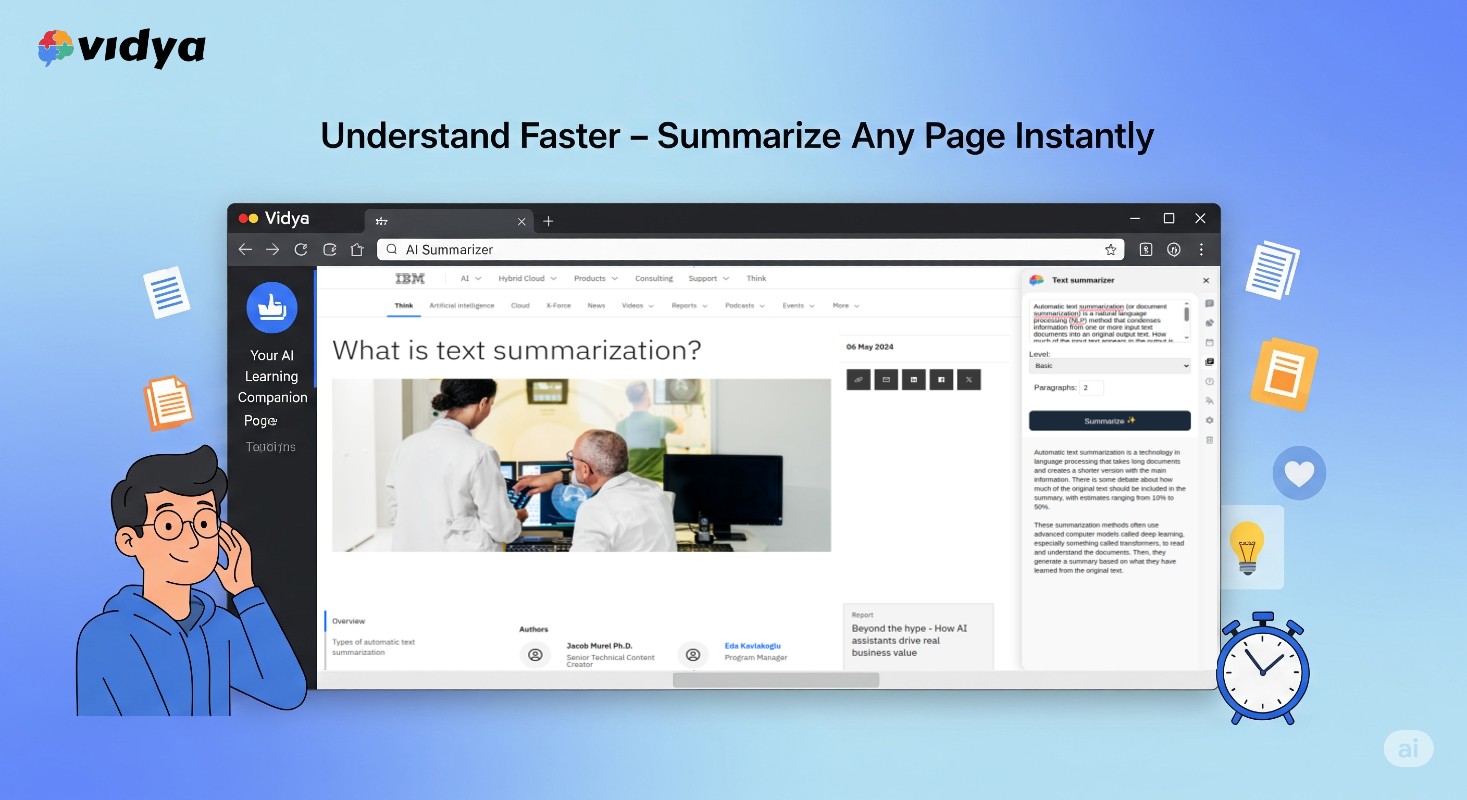 vidya
Understand Faster – Summarize Any Page Instantly
Vidya
AI Summarizer
Your AI
Learning
Companion
Poge
IBM
AI
Hybrid Cloud
Products
Consulting
Support
Think
Think
Artificial intelligence
Cloud
X-Force
News
Videos
Reports
Podcasts
Events
More
What is text summarization?
06 May 2024
Overview
Types of automatic text
summarization
Authors
Jacob Murel Ph.D.
Senior Technical Content
Creator
Eda Kavlakoglu
Program Manager
Report
Beyond the hype - How AI
assistants drive real
business value
Text summarizer
Automatic text summarization (or document
summarization) is a natural language
processing (NLP) method that condenses
information from one or more input text
documents into an original output text. How
much of the input text appears in the output is
Level:
Basic
Paragraphs: 2
Summarize ✨
Automatic text summarization is a technology in
language processing that takes long documents
and creates a shorter version with the main
information. There is some debate about how
much of the original text should be included in the
summary, with estimates ranging from 10% to
50%.
These summarization methods often use
advanced computer models called deep learning,
especially something called transformers, to read
and understand the documents. Then, they
generate a summary based on what they have
learned from the original text.
ai